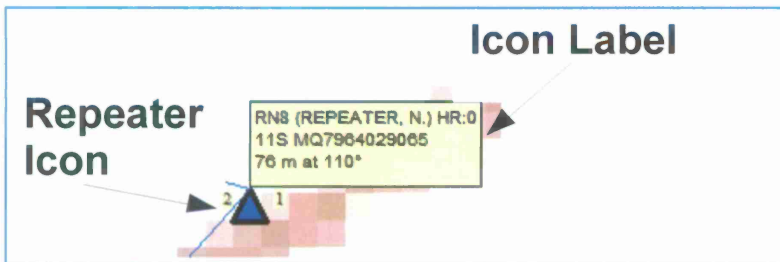 Icon Label
Repeater
Icon
RN8 (REPEATER, N.) HR:0
11S MQ7964029065
76 m at 110°
2 1